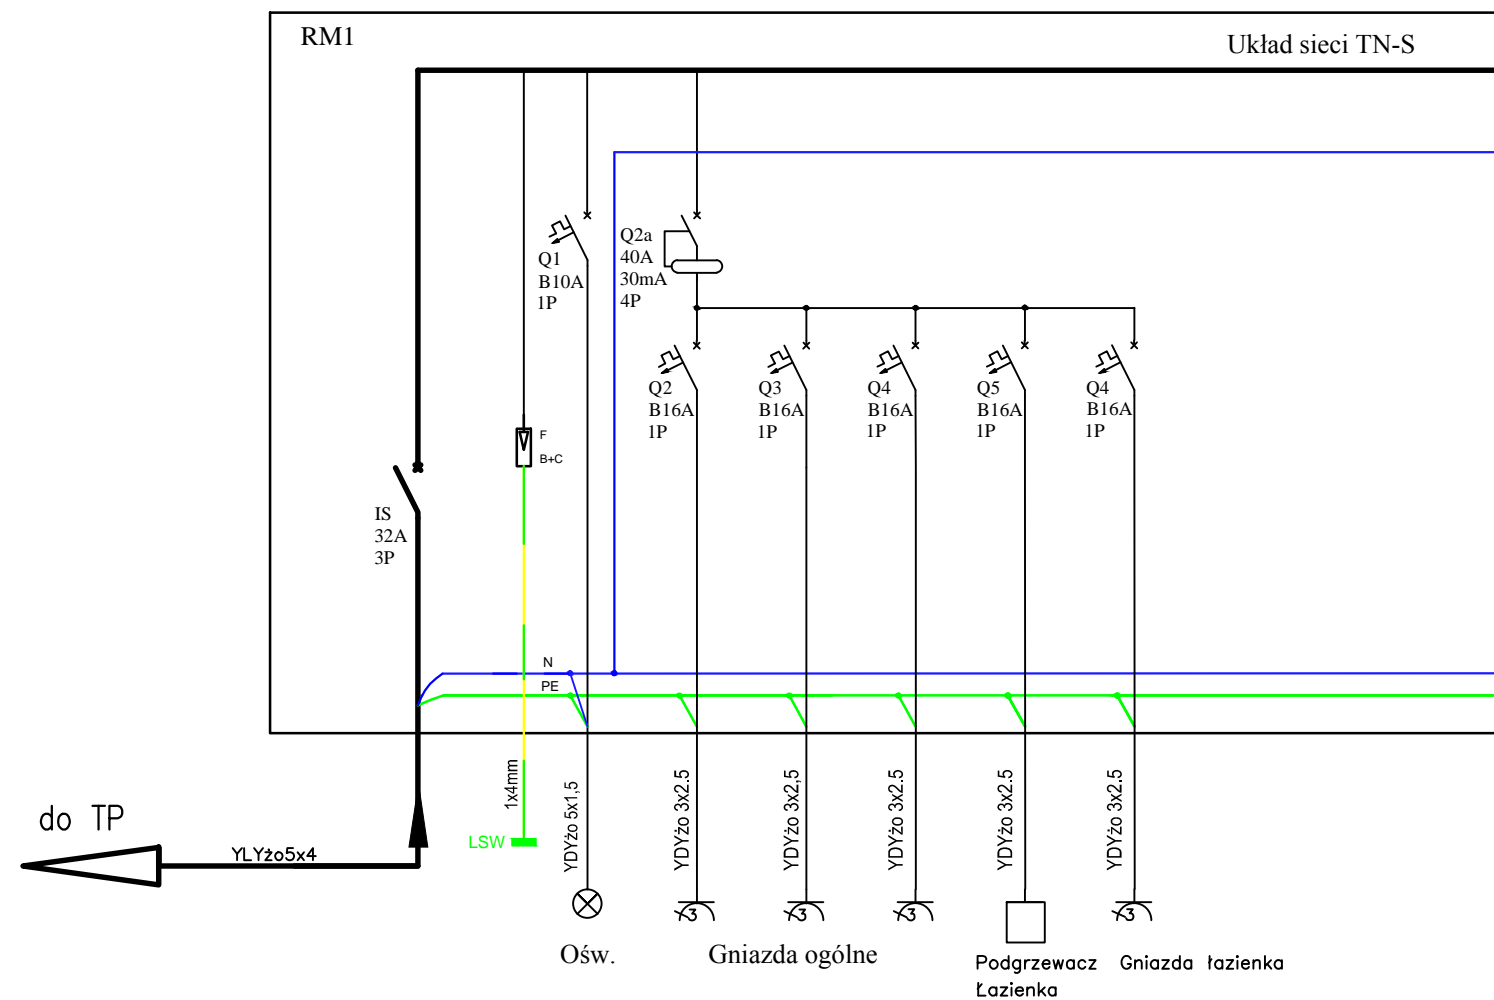 RM1
Układ sieci TN-S
Q1
B10A
1P
Q2a
40A
30mA
4P
Q2
B16A
1P
Q3
B16A
1P
Q4
B16A
1P
Q5
B16A
1P
Q4
B16A
1P
F
B+C
IS
32A
3P
N
PE
do TP
YLYżo5x4
1x4mm
LSW
YDYżo 5x1,5
YDYżo 3x2.5
YDYżo 3x2,5
YDYżo 3x2.5
YDYżo 3x2.5
YDYżo 3x2.5
3
3
3
3
Ośw.
Gniazda ogólne
Podgrzewacz
Łazienka
Gniazda łazienka